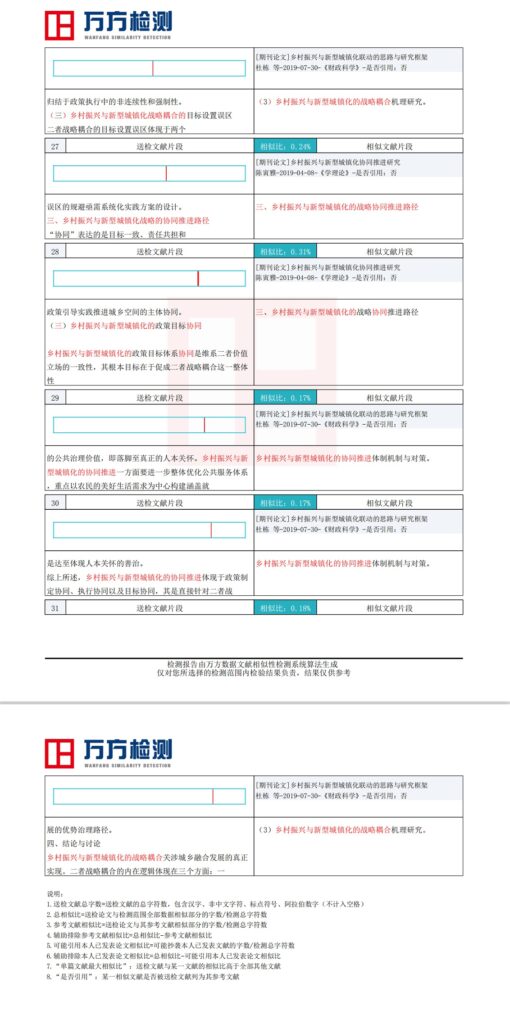 万方检测
WANFANG SIMILARITY DETECTION
[期刊论文]乡村振兴与新型城镇化联动的思路与研究框架
杜栋 等-2019-07-30-《财政科学》-是否引用：否
归结于政策执行中的非连续性和强制性。
（三）乡村振兴与新型城镇化战略耦合的目标设置误区
二者战略耦合的目标设置误区体现于两个
（3）乡村振兴与新型城镇化的战略耦合机理研究。
27 送检文献片段 相似比：0.24% 相似文献片段
[期刊论文]乡村振兴与新型城镇化协同推进研究
陈寅雅-2019-04-08-《学理论》-是否引用：否
误区的规避亟需系统化实践方案的设计。
三、乡村振兴与新型城镇化战略的协同推进路径
“协同”表达的是目标一致、责任共担和
三、乡村振兴与新型城镇化的战略协同推进路径
28 送检文献片段 相似比：0.31% 相似文献片段
[期刊论文]乡村振兴与新型城镇化协同推进研究
陈寅雅-2019-04-08-《学理论》-是否引用：否
政策引导实践推进城乡空间的主体协同。
（三）乡村振兴与新型城镇化的政策目标协同
乡村振兴与新型城镇化的政策目标体系协同是维系二者价值
立场的一致性，其根本目标在于促成二者战略耦合这一整体
性
三、乡村振兴与新型城镇化的战略协同推进路径
29 送检文献片段 相似比：0.17% 相似文献片段
[期刊论文]乡村振兴与新型城镇化联动的思路与研究框架
杜栋 等-2019-07-30-《财政科学》-是否引用：否
的公共治理价值，即落脚至真正的人本关怀。乡村振兴与新
型城镇化的协同推进一方面要进一步整体优化公共服务体系
，重点以农民的美好生活需求为中心构建涵盖就
乡村振兴与新型城镇化的协同推进体制机制与对策。
30 送检文献片段 相似比：0.17% 相似文献片段
[期刊论文]乡村振兴与新型城镇化联动的思路与研究框架
杜栋 等-2019-07-30-《财政科学》-是否引用：否
是达至体现人本关怀的善治。
综上所述，乡村振兴与新型城镇化的协同推进体现于政策制
定协同、执行协同以及目标协同，其是直接针对二者战
乡村振兴与新型城镇化的协同推进体制机制与对策。
31 送检文献片段 相似比：0.18% 相似文献片段
检测报告由万方数据文献相似性检测系统算法生成
仅对您所选择的检测范围内检验结果负责，结果仅供参考
万方检测
WANFANG SIMILARITY DETECTION
[期刊论文]乡村振兴与新型城镇化联动的思路与研究框架
杜栋 等-2019-07-30-《财政科学》-是否引用：否
展的优势治理路径。
四、结论与讨论
乡村振兴与新型城镇化的战略耦合关涉城乡融合发展的真正
实现。二者战略耦合的内在逻辑体现在三个方面：一
（3）乡村振兴与新型城镇化的战略耦合机理研究。
说明：
1.送检文献总字数=送检文献的总字符数，包含汉字、非中文字符、标点符号、阿拉伯数字（不计入空格）
2.总相似比=送检论文与检测范围全部数据相似部分的字数/检测总字符数
3.参考文献相似比=送检论文与其参考文献相似部分的字数/检测总字符数
4.辅助排除参考文献相似比=总相似比-参考文献相似比
5.可能引用本人已发表论文相似比=可能抄袭本人已发表文献的字数/检测总字符数
6.辅助排除本人已发表论文相似比=总相似比-可能引用本人已发表论文相似比
7.“单篇文献最大相似比”：送检文献与某一文献的相似比高于全部其他文献
8.“是否引用”：某一相似文献是否被送检文献列为其参考文献